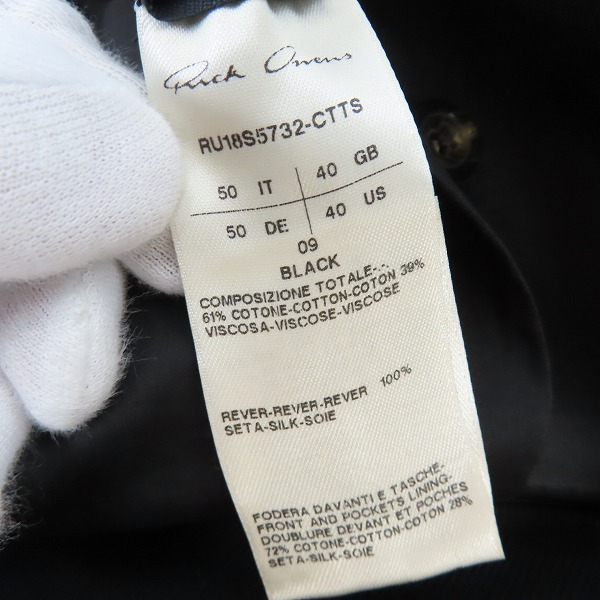 Rick Owens
RU18S5732-CTTS
50 IT 40 GB
50 DE 40 US
09
BLACK
COMPOSIZIONE TOTALE-.-.
61% COTONE-COTTON-COTON 39%
VISCOSA-VISCOSE-VISCOSE
REVER-REVER-REVER 100%
SETA-SILK-SOIE
FODERA DAVANTI E TASCHE-
FRONT AND POCKETS LINING-
DOUBLURE DEVANT ET POCHES
72% COTONE-COTTON-COTON 28%
SETA-SILK-SOIE